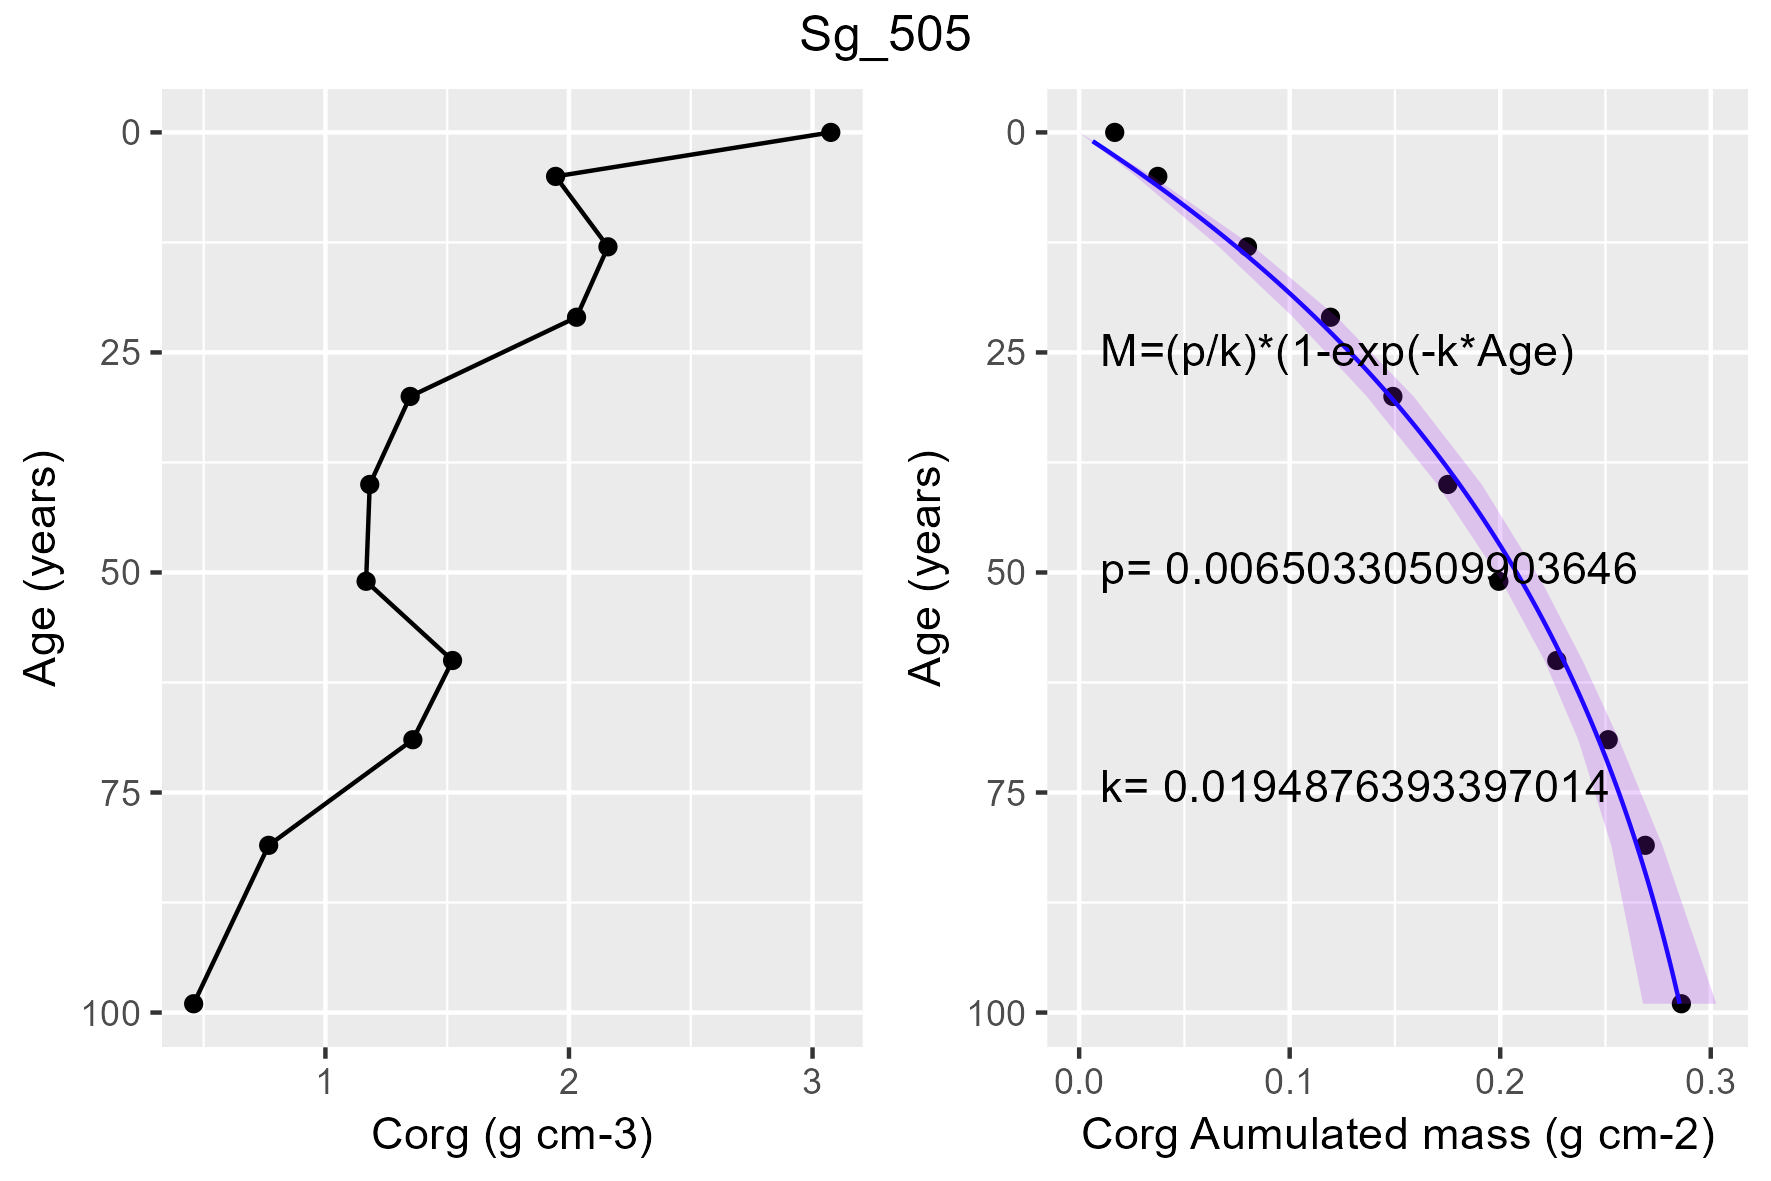 Sg_505
0
25
50
75
100
Age (years)
1
2
3
Corg (g cm-3)
0
25
50
75
100
Age (years)
M=(p/k)*(1-exp(-k*Age)
p= 0.00650330509903646
k= 0.0194876393397014
0.0
0.1
0.2
0.3
Corg Aumulated mass (g cm-2)